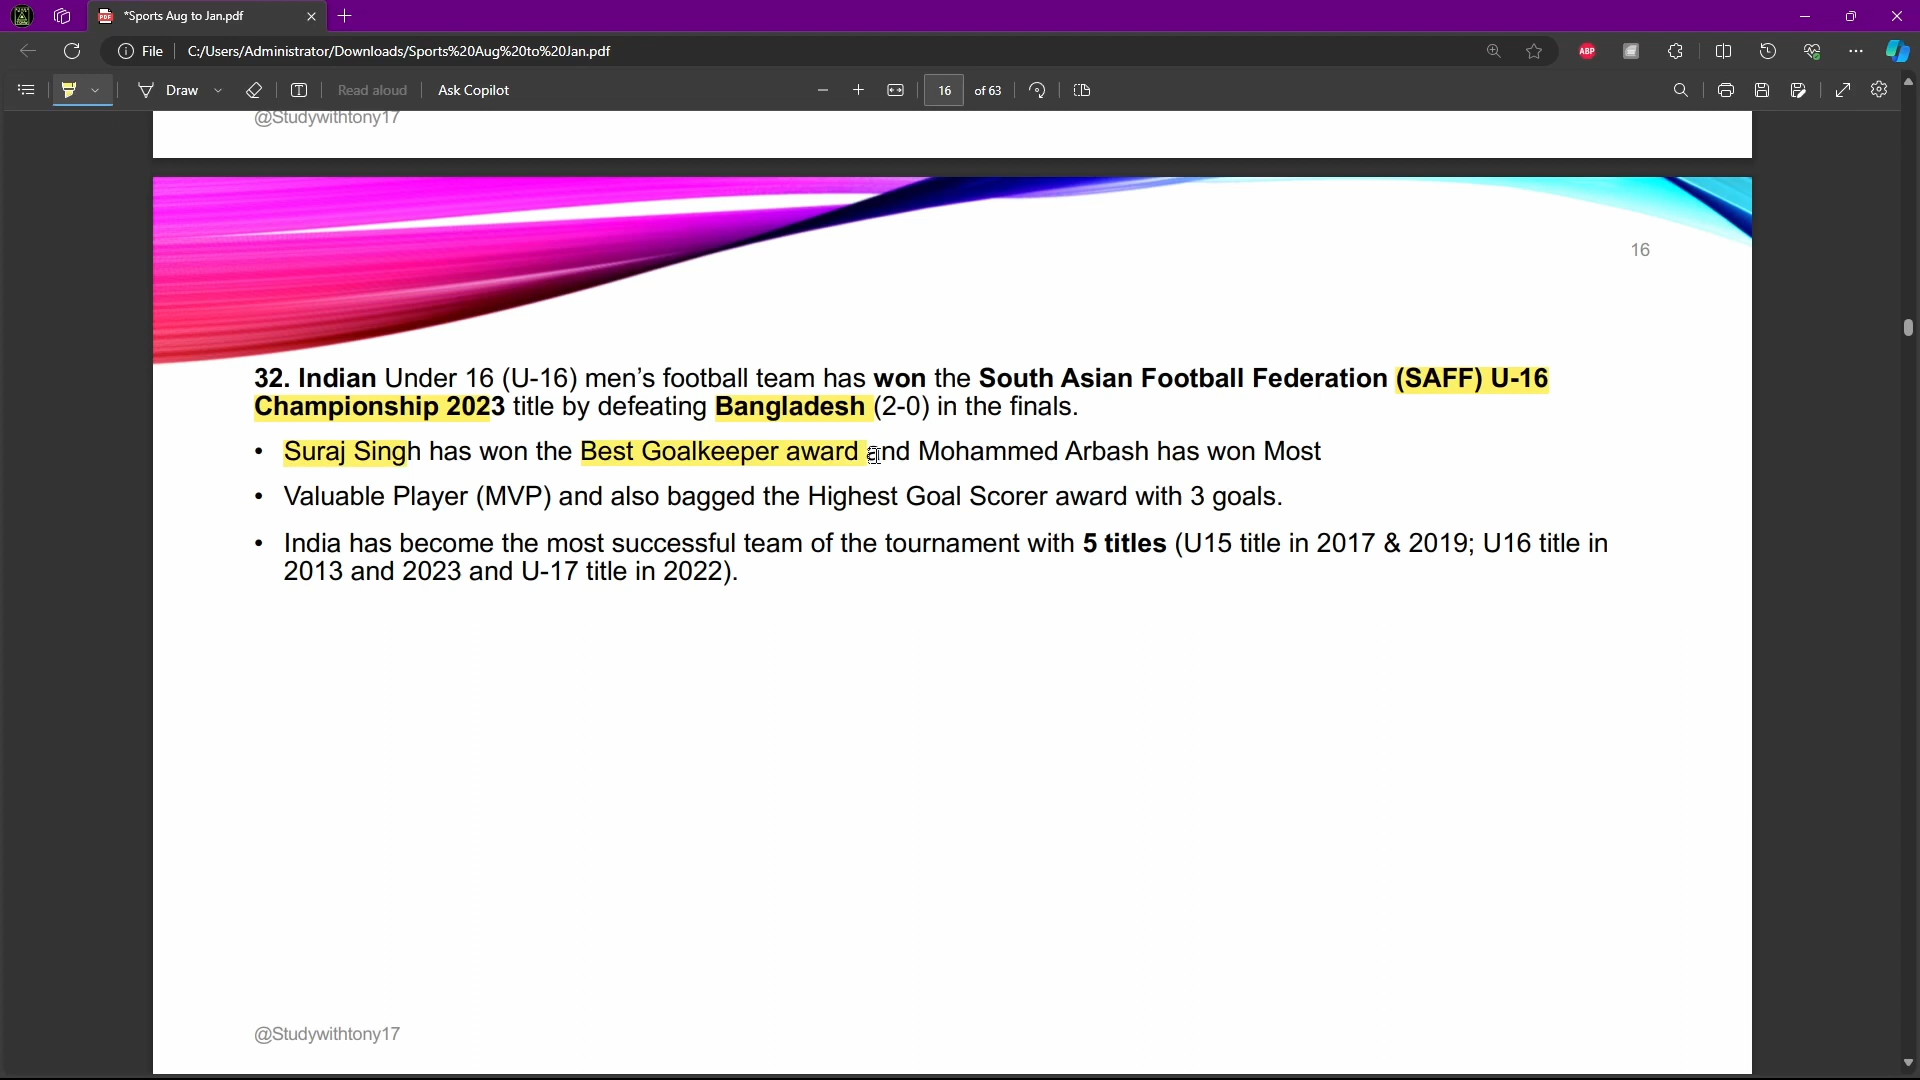 *Sports Aug to Jan.pdf
File C:/Users/Administrator/Downloads/Sports%20Aug%20to%20Jan.pdf
ABP
Draw Read aloud Ask Copilot 16 of 63
@Studywithtony17
16
32. Indian Under 16 (U-16) men’s football team has won the South Asian Football Federation (SAFF) U-16
Championship 2023 title by defeating Bangladesh (2-0) in the finals.
• Suraj Singh has won the Best Goalkeeper award and Mohammed Arbash has won Most
• Valuable Player (MVP) and also bagged the Highest Goal Scorer award with 3 goals.
• India has become the most successful team of the tournament with 5 titles (U15 title in 2017 & 2019; U16 title in
2013 and 2023 and U-17 title in 2022).
@Studywithtony17